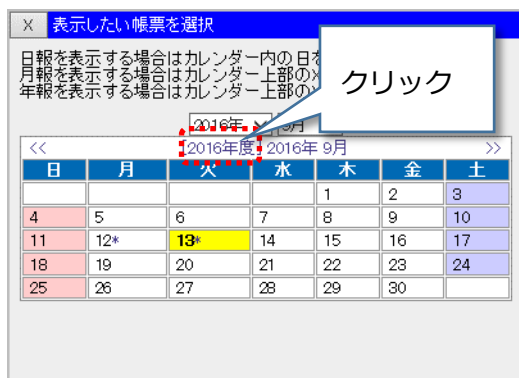 X 表示したい帳票を選択
日報を表示する場合はカレンダー内の日を
月報を表示する場合はカレンダー上部の
年報を表示する場合はカレンダー上部の
クリック
2016年 9月
<< [2016年度] 2016年 9月 >>
日 月 火 水 木 金 土
1 2 3
4 5 6 7 8 9 10
11 12* 13* 14 15 16 17
18 19 20 21 22 23 24
25 26 27 28 29 30